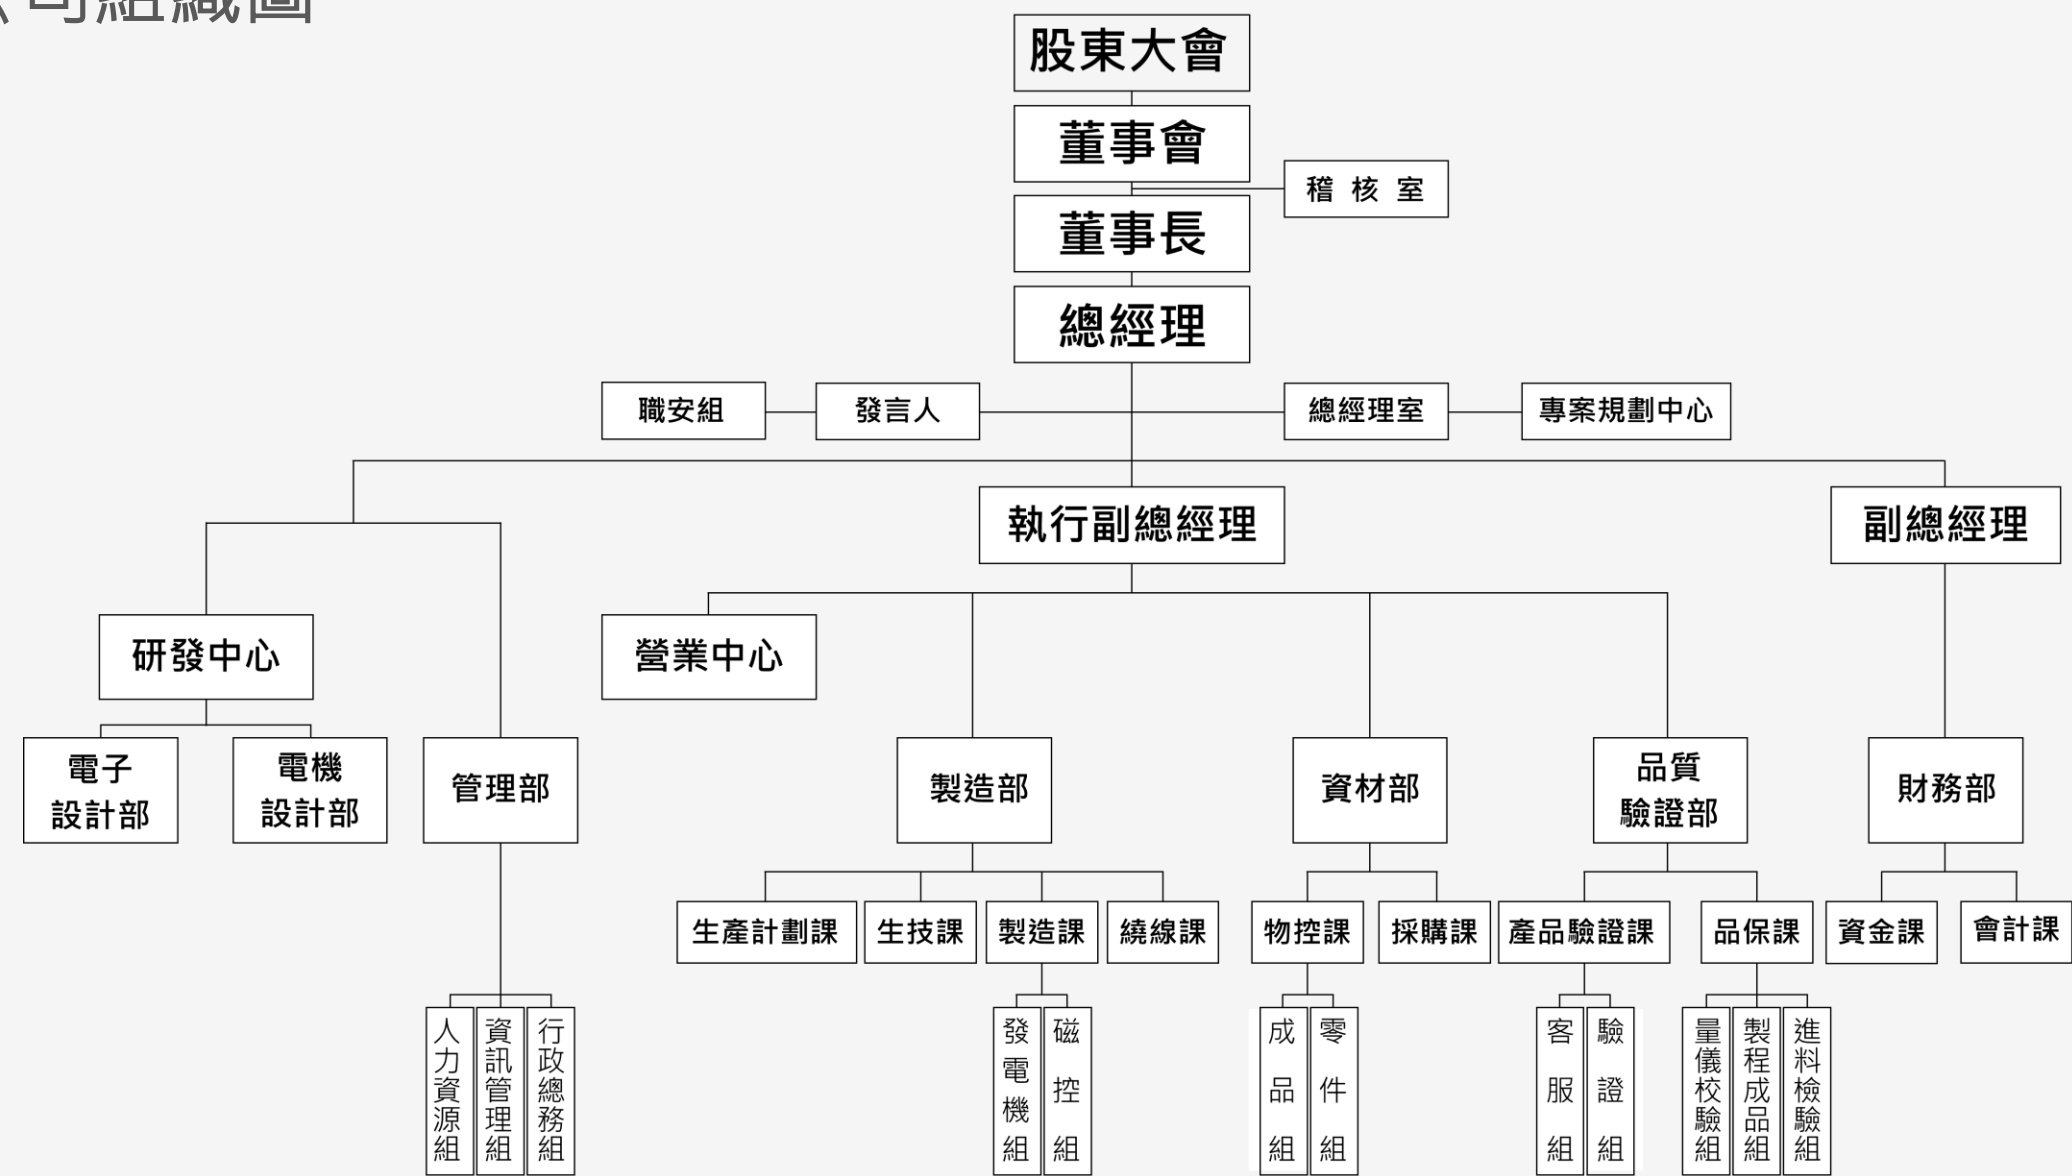 公司組織圖
股東大會
董事會
稽核室
董事長
總經理
職安組
發言人
總經理室
專案規劃中心
執行副總經理
副總經理
研發中心
營業中心
電子
設計部
電機
設計部
管理部
製造部
資材部
品質
驗證部
財務部
生產計劃課
生技課
製造課
繞線課
物控課
採購課
產品驗證課
品保課
資金課
會計課
人力資源組
資訊管理組
行政總務組
發電機組
磁控組
成品組
零件組
客服組
驗證組
量儀校驗組
製程成品組
進料檢驗組